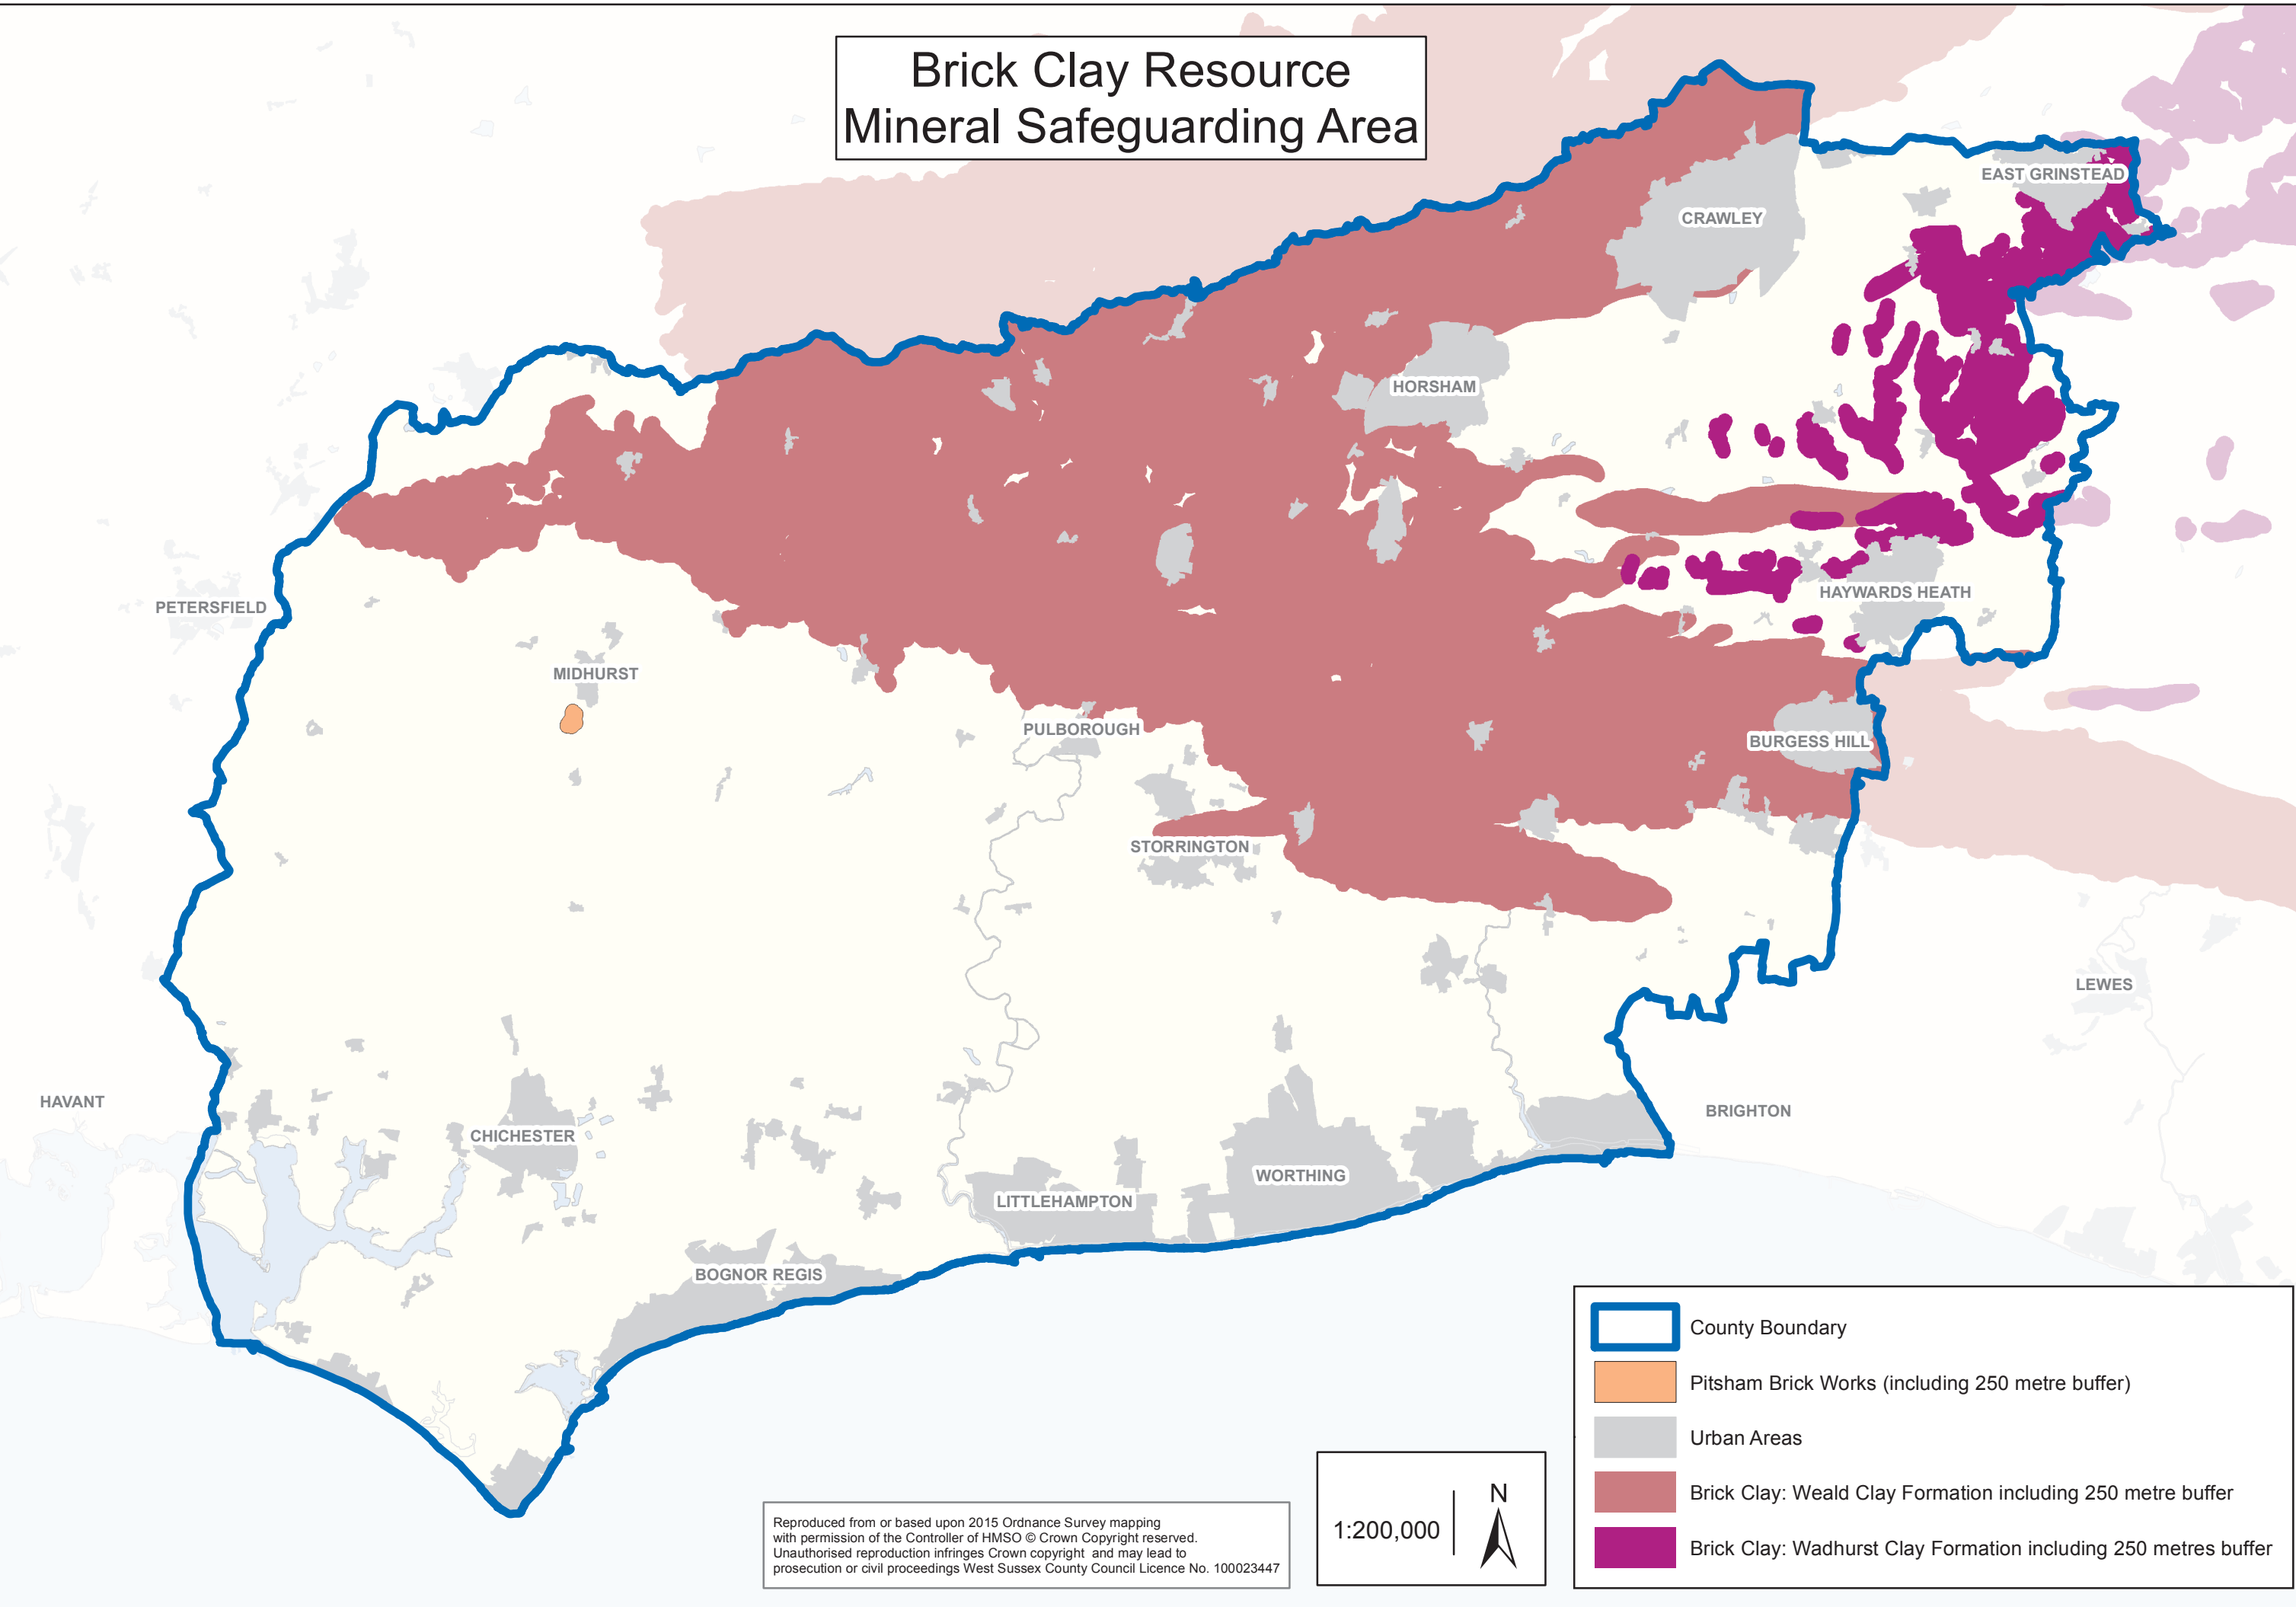 Brick Clay Resource
Mineral Safeguarding Area
EAST GRINSTEAD
CRAWLEY
HORSHAM
HAYWARDS HEATH
PETERSFIELD
MIDHURST
PULBOROUGH
BURGESS HILL
STORRINGTON
LEWES
HAVANT
BRIGHTON
CHICHESTER
WORTHING
LITTLEHAMPTON
BOGNOR REGIS
County Boundary
Pitsham Brick Works (including 250 metre buffer)
Urban Areas
Brick Clay: Weald Clay Formation including 250 metre buffer
Brick Clay: Wadhurst Clay Formation including 250 metres buffer
1:200,000
N
Reproduced from or based upon 2015 Ordnance Survey mapping
with permission of the Controller of HMSO © Crown Copyright reserved.
Unauthorised reproduction infringes Crown copyright and may lead to
prosecution or civil proceedings West Sussex County Council Licence No. 100023447